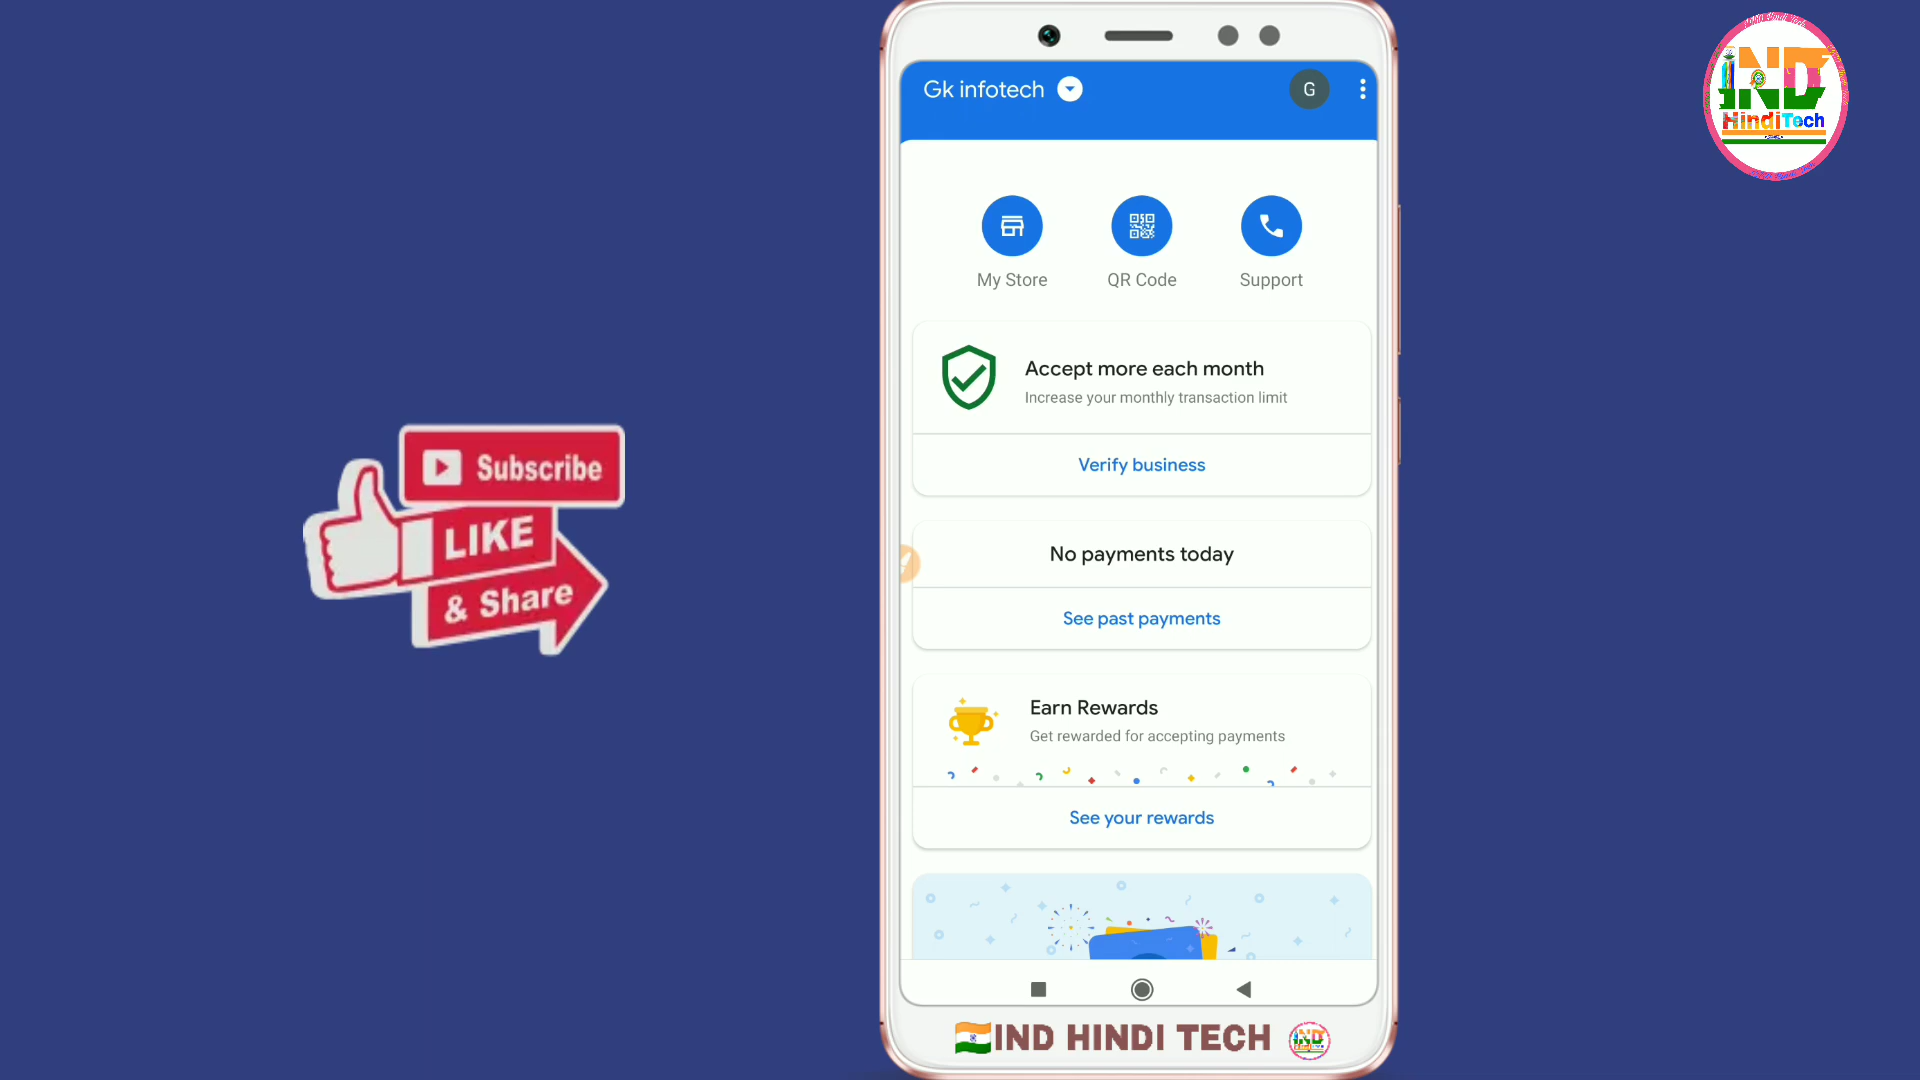 Gk infotech
G
My Store
QR Code
Support
Accept more each month
Increase your monthly transaction limit
Verify business
No payments today
See past payments
Earn Rewards
Get rewarded for accepting payments
See your rewards
Subscribe
LIKE
& Share
IND
HindiTech
IND HINDI TECH
IND